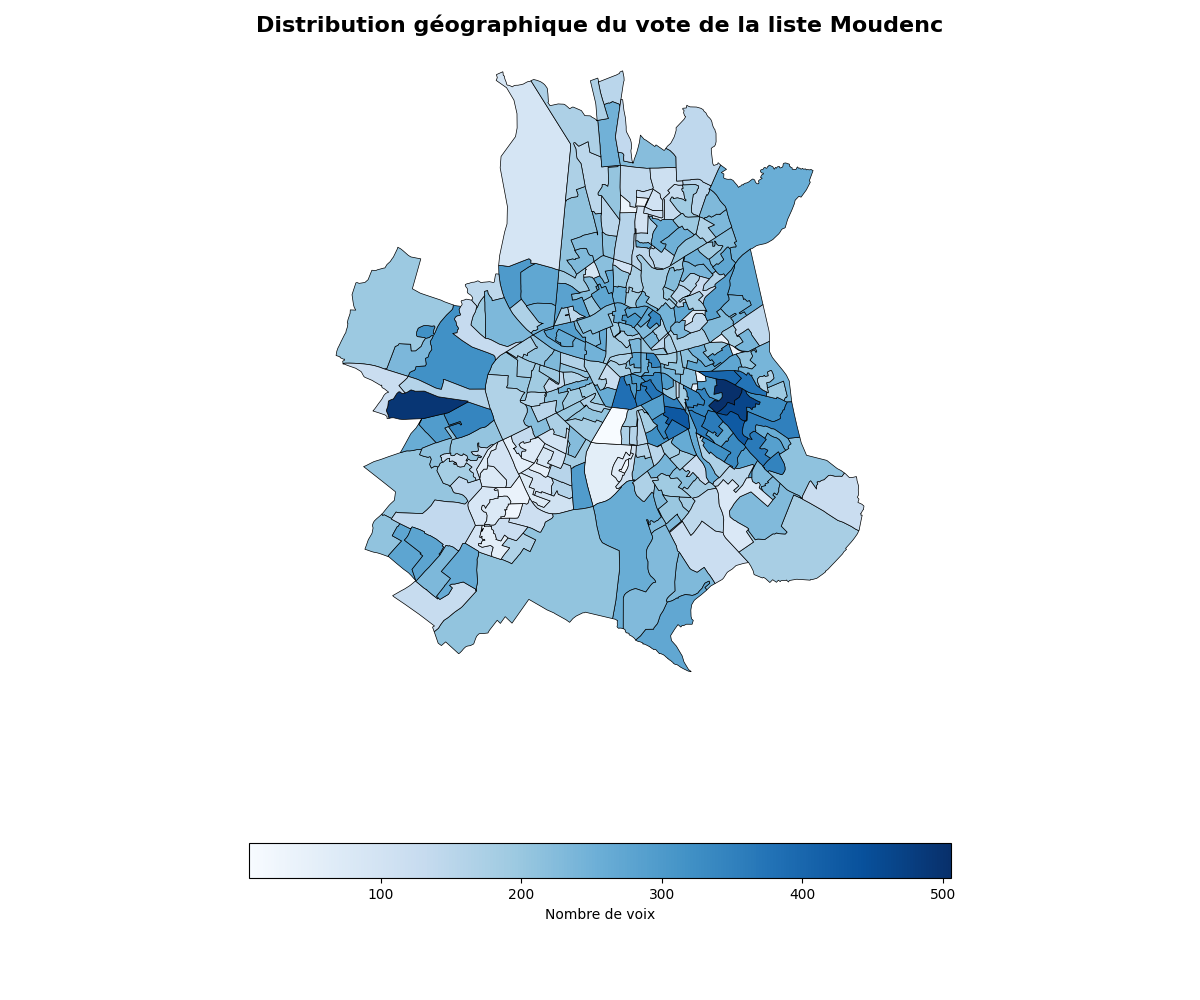 Distribution géographique du vote de la liste Moudenc
100 200 300 400 500
Nombre de voix